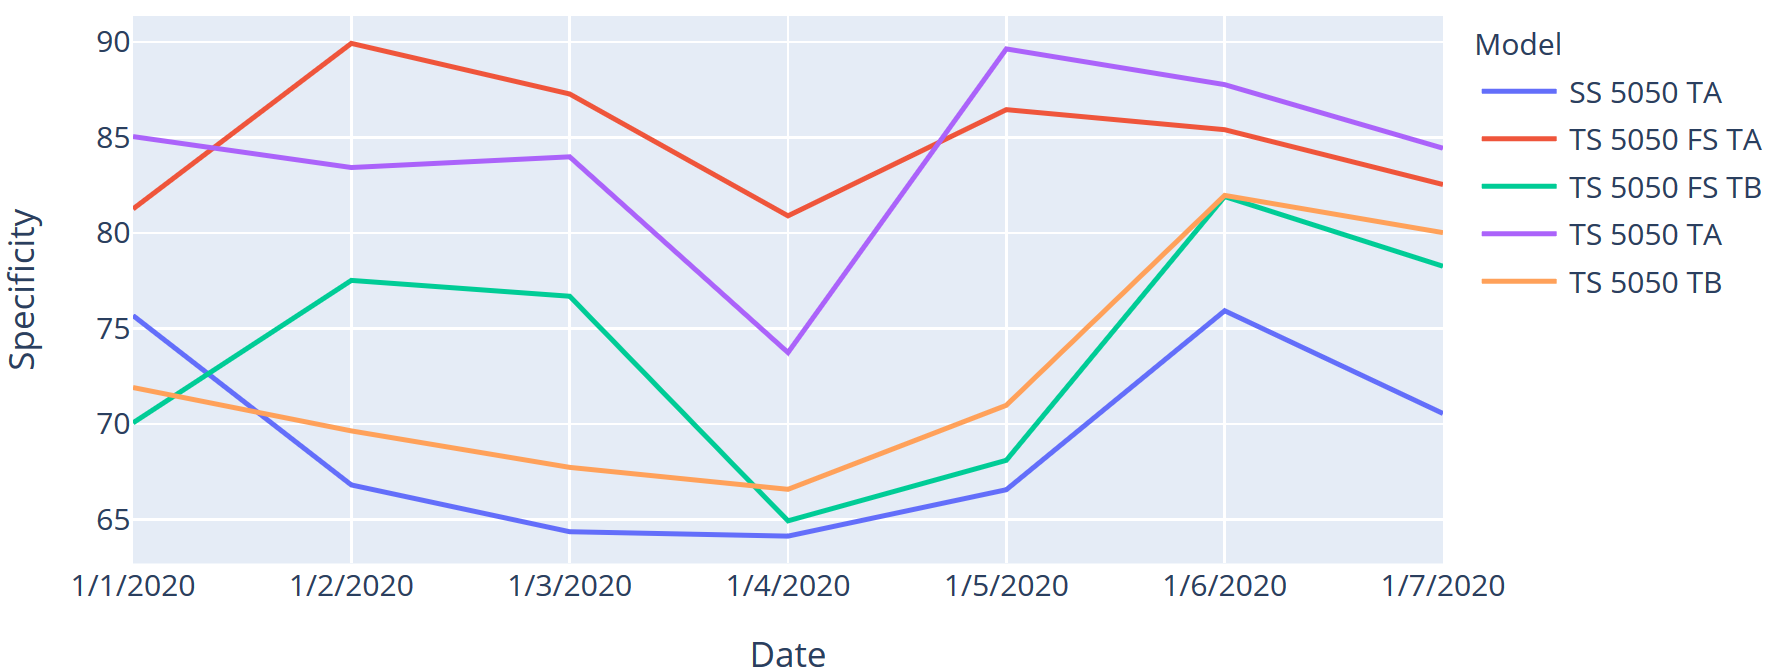 90
85
80
75
70
65
Specificity
1/1/2020 1/2/2020 1/3/2020 1/4/2020 1/5/2020 1/6/2020 1/7/2020
Date
Model
SS 5050 TA
TS 5050 FS TA
TS 5050 FS TB
TS 5050 TA
TS 5050 TB